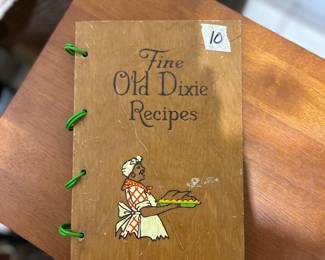 10
Fine
Old Dixie
Recipes